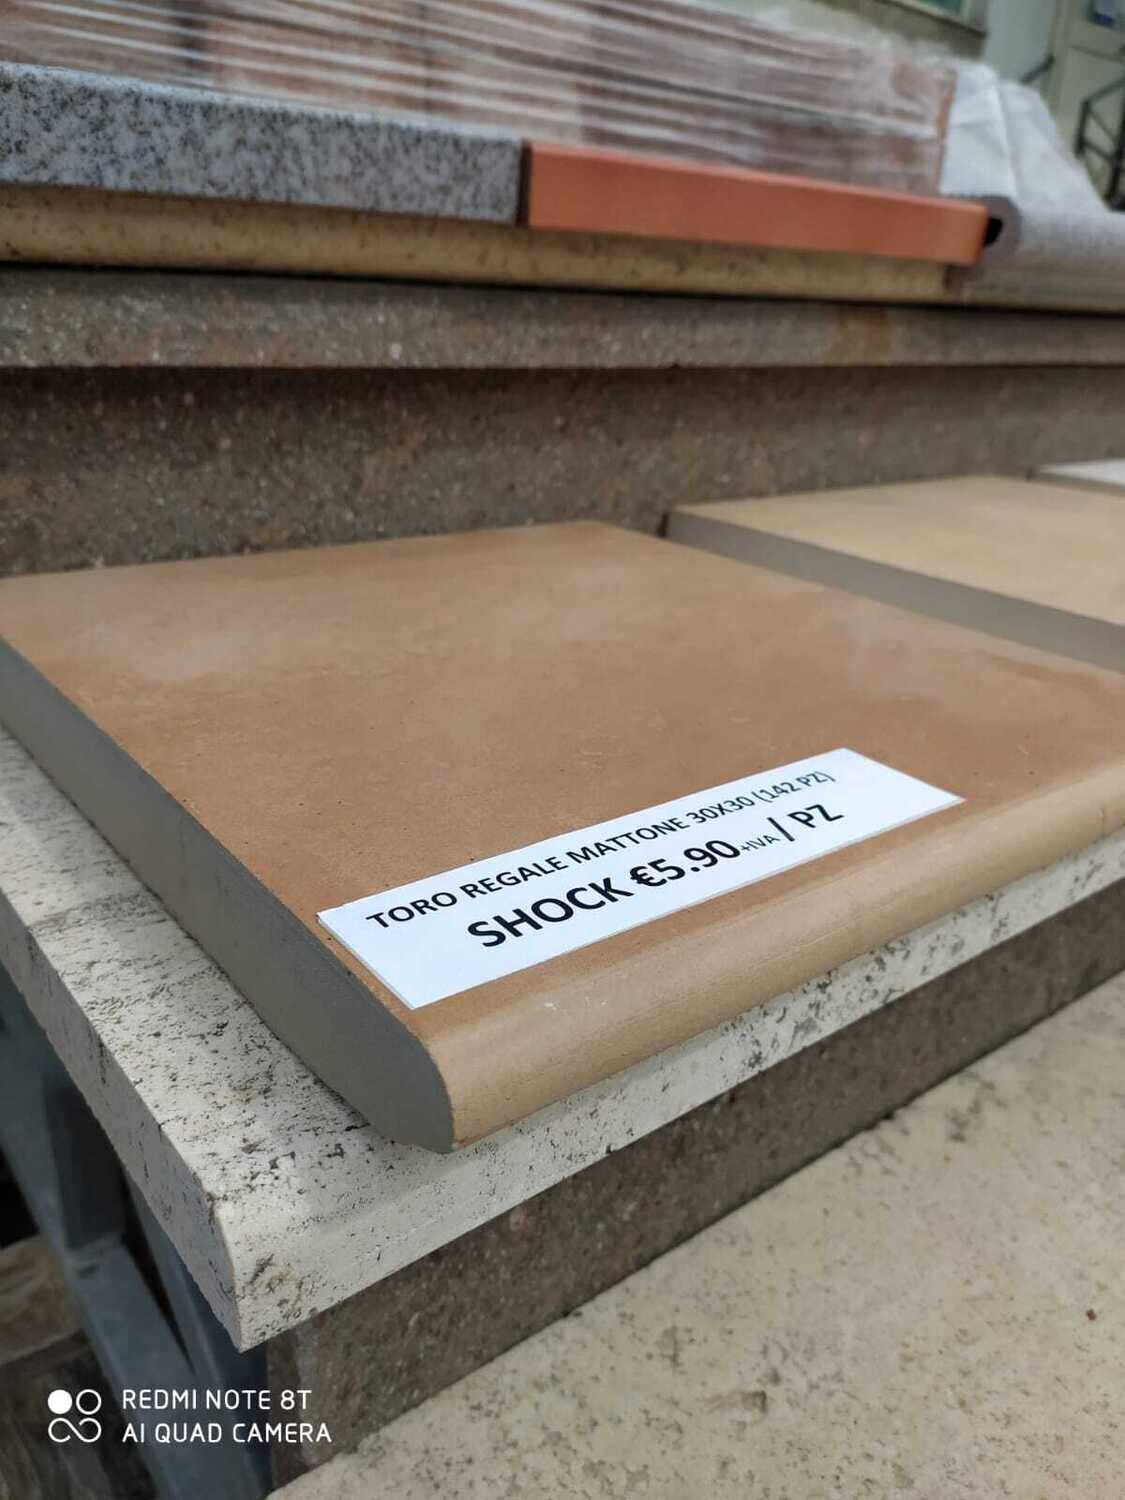 TORO REGALE MATTONE 30X30 (142 PZ)
SHOCK €5.90+IVA / PZ
REDMI NOTE 8T
AI QUAD CAMERA